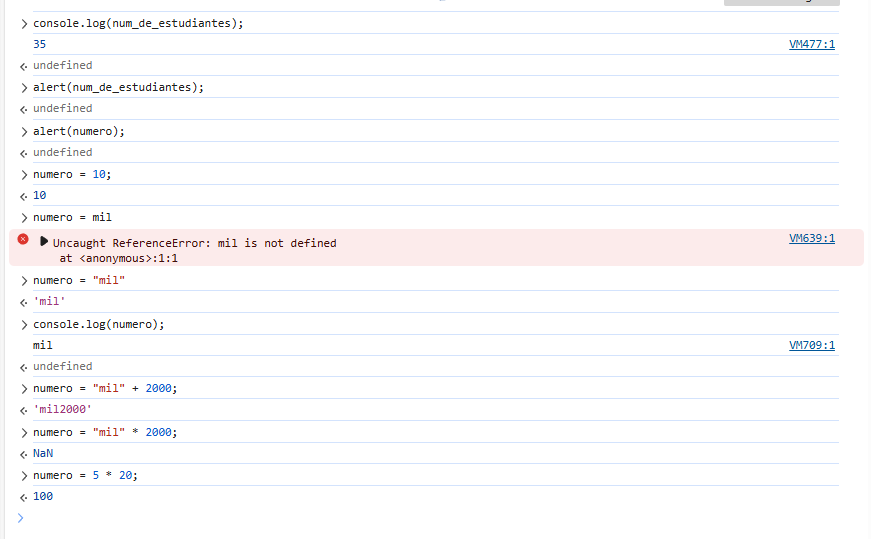 console.log(num_de_estudiantes);
35 VM477:1
undefined
alert(num_de_estudiantes);
undefined
alert(numero);
undefined
numero = 10;
10
numero = mil
Uncaught ReferenceError: mil is not defined VM639:1
at <anonymous>:1:1
numero = "mil"
'mil'
console.log(numero);
mil VM709:1
undefined
numero = "mil" + 2000;
'mil2000'
numero = "mil" * 2000;
NaN
numero = 5 * 20;
100